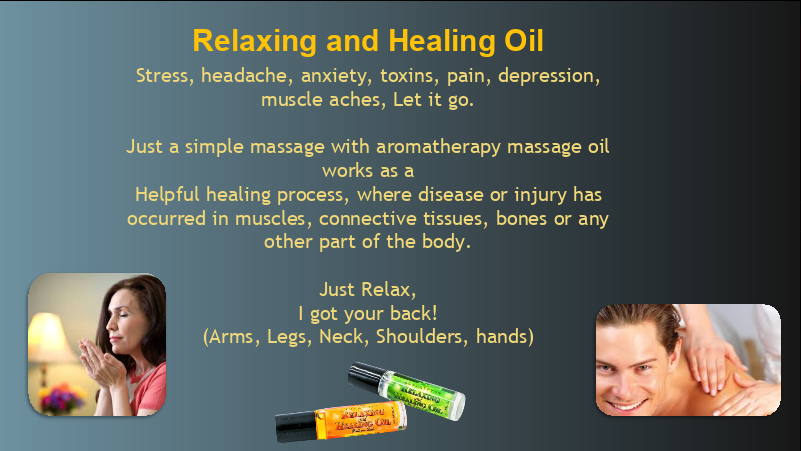 Relaxing and Healing Oil
Stress, headache, anxiety, toxins, pain, depression,
muscle aches, Let it go.
Just a simple massage with aromatherapy massage oil
works as a
Helpful healing process, where disease or injury has
occurred in muscles, connective tissues, bones or any
other part of the body.
Just Relax,
I got your back!
(Arms, Legs, Neck, Shoulders, hands)
Relaxing
Healing Oil
Relaxing
Healing Oil